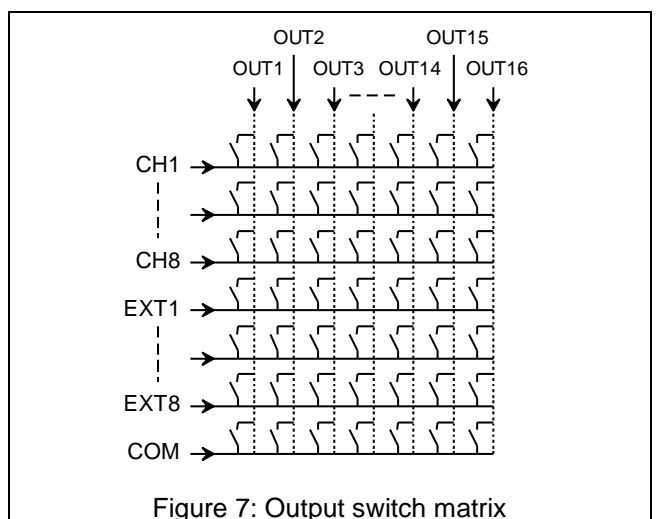 OUT2 OUT15
OUT1 OUT3 OUT14 OUT16
CH1
CH8
EXT1
EXT8
COM
Figure 7: Output switch matrix